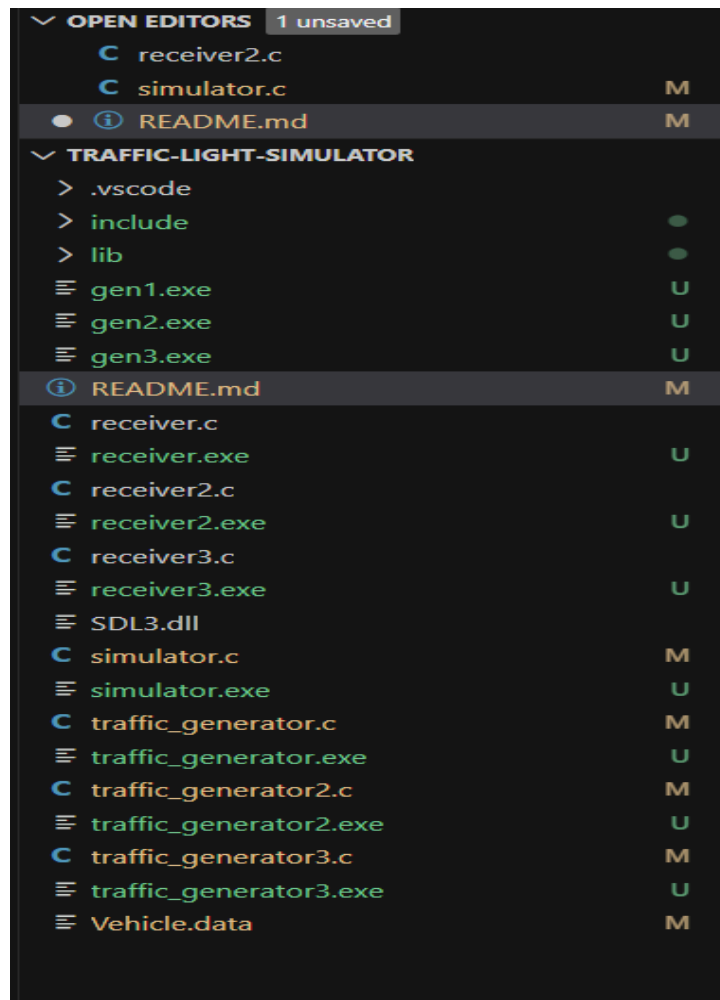 OPEN EDITORS 1 unsaved
C receiver2.c
C simulator.c M
README.md M
TRAFFIC-LIGHT-SIMULATOR
.vscode
include
lib
gen1.exe U
gen2.exe U
gen3.exe U
README.md M
C receiver.c
receiver.exe U
C receiver2.c
receiver2.exe U
C receiver3.c
receiver3.exe U
SDL3.dll
C simulator.c M
simulator.exe U
C traffic_generator.c M
traffic_generator.exe U
C traffic_generator2.c M
traffic_generator2.exe U
C traffic_generator3.c M
traffic_generator3.exe U
Vehicle.data M